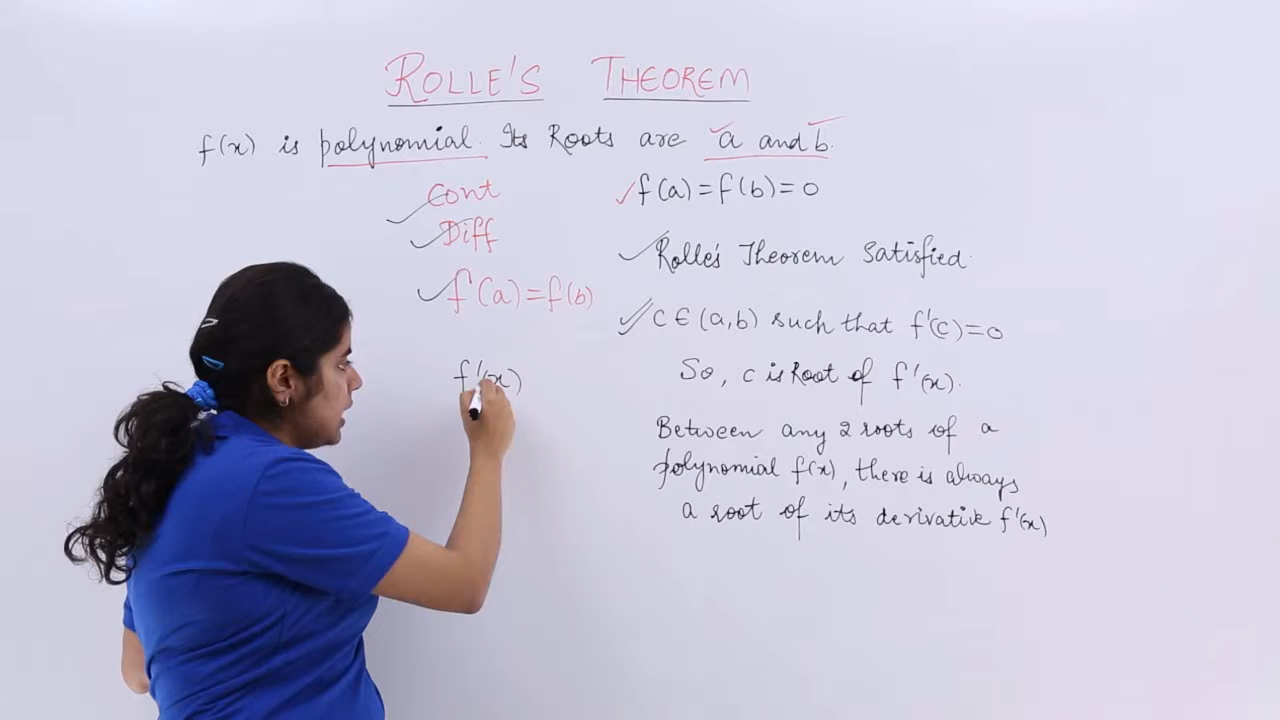 ROLLE'S THEOREM
f(x) is polynomial. Its Roots are a and b.
Cont
Diff
f(a)=f(b)
f'(x)
f(a)=f(b)=0
Rolle's Theorem Satisfied.
c∈(a,b) such that f'(c)=0
So, c is Root of f'(x).
Between any 2 roots of a
polynomial f(x), there is always
a root of its derivative f'(x)